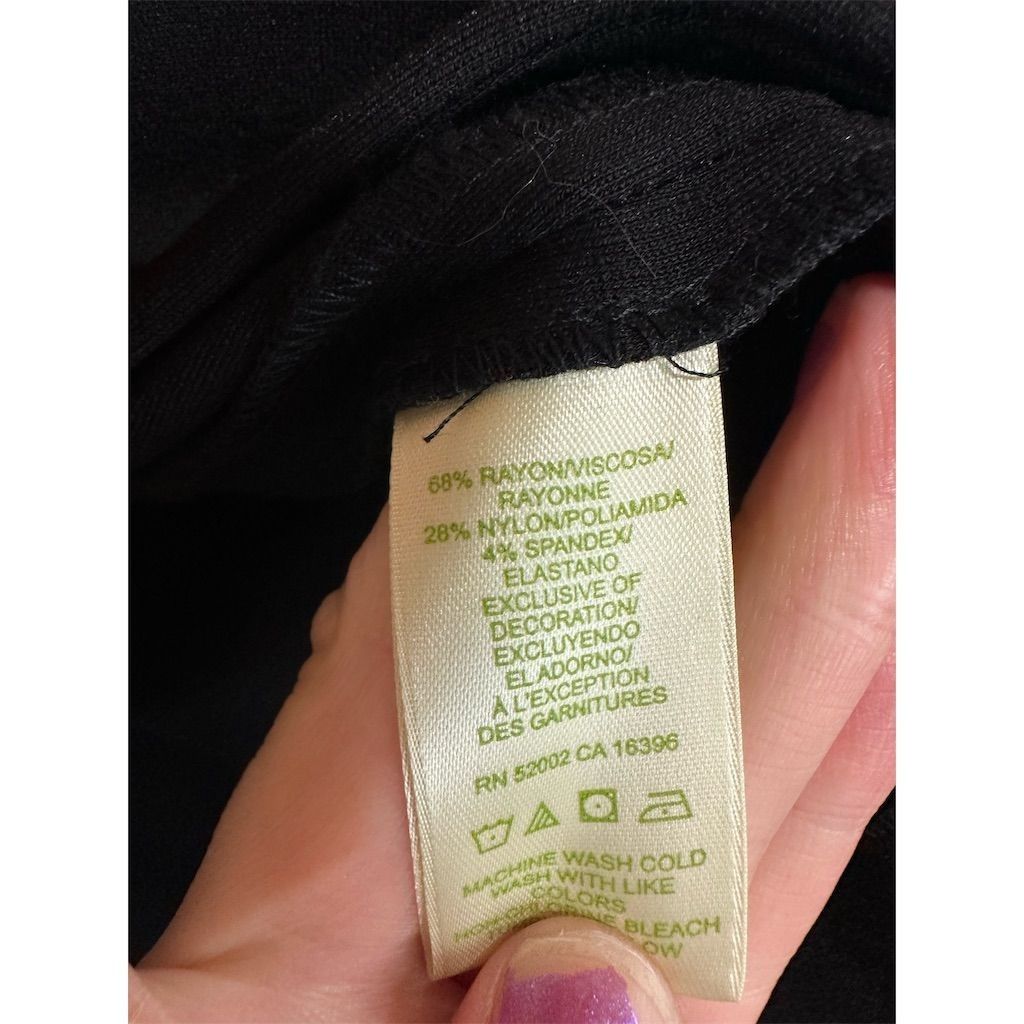 68% RAYON/VISCOSA/
RAYONNE
28% NYLON/POLIAMIDA
4% SPANDEX/
ELASTANO
EXCLUSIVE OF
DECORATION/
EXCLUYENDO
EL ADORNO/
À L'EXCEPTION
DES GARNITURES
RN 52002 CA 16396
MACHINE WASH COLD
WASH WITH LIKE
COLORS
BLEACH